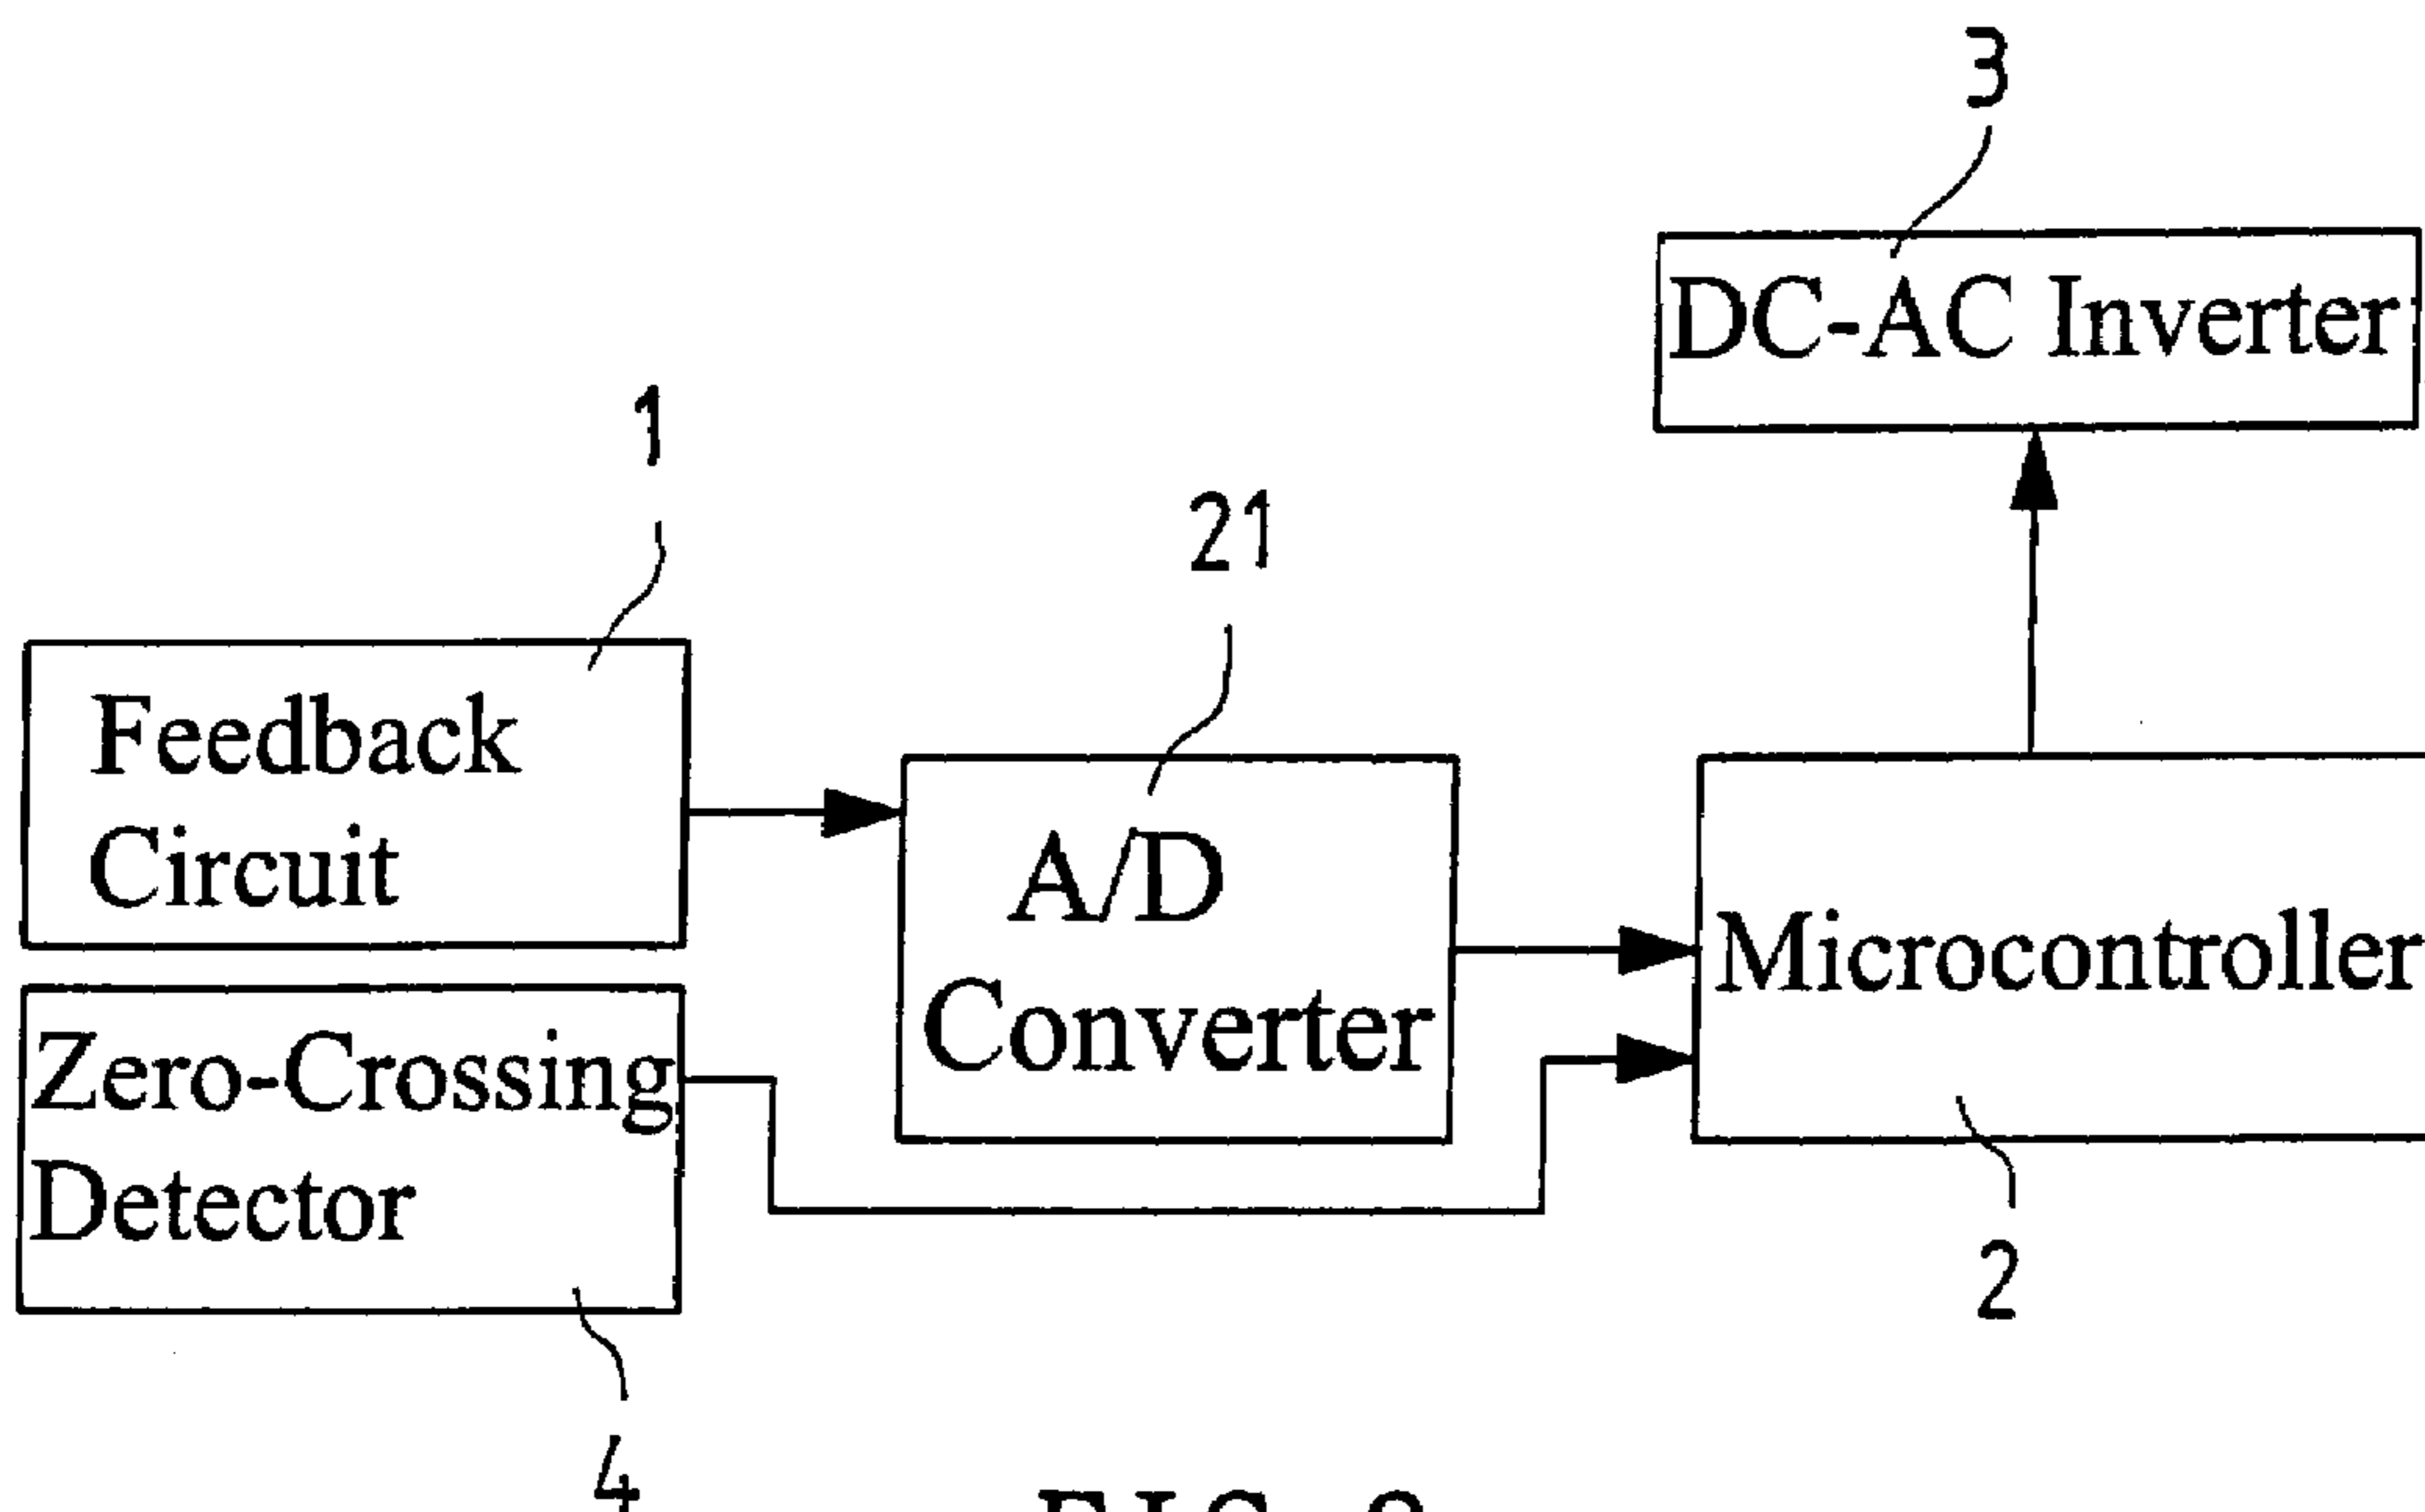 3
DC-AC Inverter
1
21
Feedback
Circuit
A/D
Converter
Microcontroller
Zero-Crossing
Detector
2
4